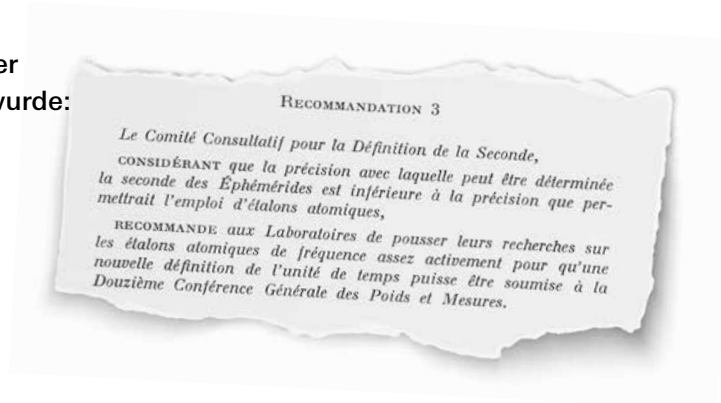 er
wurde:
RECOMMANDATION 3
Le Comité Consultatif pour la Définition de la Seconde,
CONSIDÉRANT que la précision avec laquelle peut être déterminée
la seconde des Éphémérides est inférieure à la précision que per-
mettrait l'emploi d'étalons atomiques,
RECOMMANDE aux Laboratoires de pousser leurs recherches sur
les étalons atomiques de fréquence assez activement pour qu'une
nouvelle définition de l'unité de temps puisse être soumise à la
Douzième Conférence Générale des Poids et Mesures.